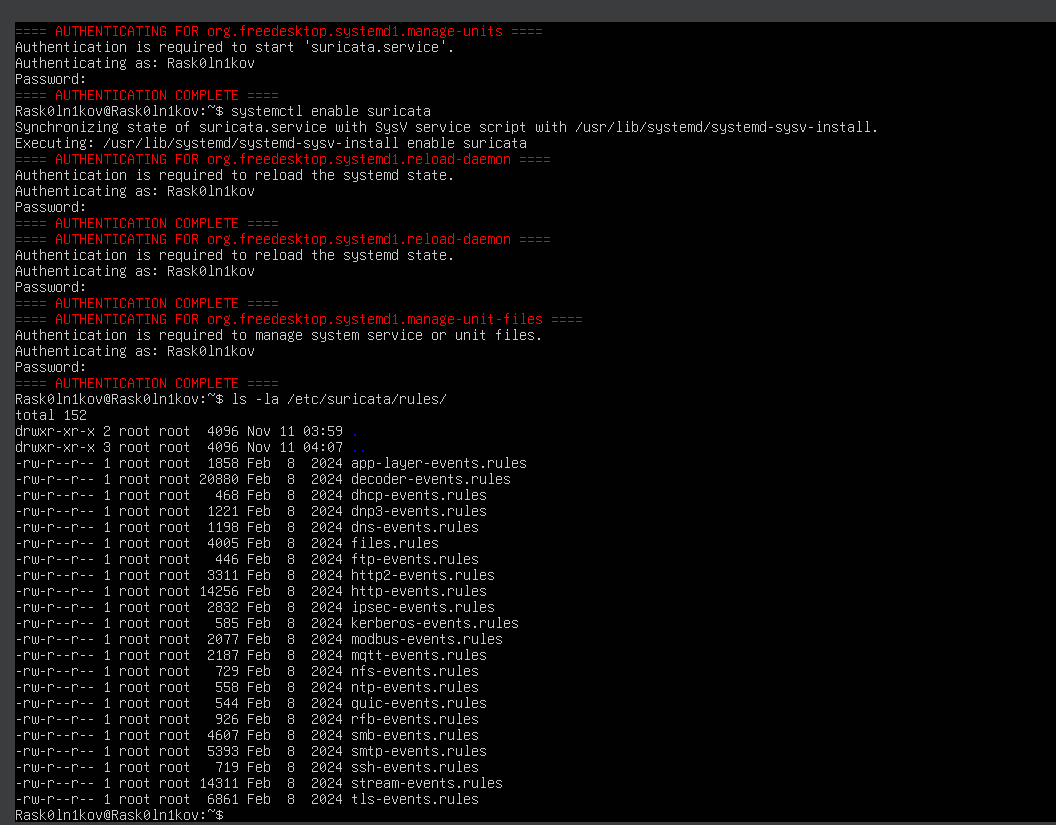 ==== AUTHENTICATING FOR org.freedesktop.systemd1.manage-units ====
Authentication is required to start 'suricata.service'.
Authenticating as: Rask0ln1kov
Password:
==== AUTHENTICATION COMPLETE ====
Rask0ln1kov@Rask0ln1kov:~$ systemctl enable suricata
Synchronizing state of suricata.service with SysV service script with /usr/lib/systemd/systemd-sysv-install.
Executing: /usr/lib/systemd/systemd-sysv-install enable suricata
==== AUTHENTICATING FOR org.freedesktop.systemd1.reload-daemon ====
Authentication is required to reload the systemd state.
Authenticating as: Rask0ln1kov
Password:
==== AUTHENTICATION COMPLETE ====
==== AUTHENTICATING FOR org.freedesktop.systemd1.reload-daemon ====
Authentication is required to reload the systemd state.
Authenticating as: Rask0ln1kov
Password:
==== AUTHENTICATION COMPLETE ====
==== AUTHENTICATING FOR org.freedesktop.systemd1.manage-unit-files ====
Authentication is required to manage system service or unit files.
Authenticating as: Rask0ln1kov
Password:
==== AUTHENTICATION COMPLETE ====
Rask0ln1kov@Rask0ln1kov:~$ ls -la /etc/suricata/rules/
total 152
drwxr-xr-x 2 root root  4096 Nov 11 03:59 .
drwxr-xr-x 3 root root  4096 Nov 11 04:07 ..
-rw-r--r-- 1 root root  1858 Feb  8  2024 app-layer-events.rules
-rw-r--r-- 1 root root 20880 Feb  8  2024 decoder-events.rules
-rw-r--r-- 1 root root   468 Feb  8  2024 dhcp-events.rules
-rw-r--r-- 1 root root  1221 Feb  8  2024 dnp3-events.rules
-rw-r--r-- 1 root root  1198 Feb  8  2024 dns-events.rules
-rw-r--r-- 1 root root  4005 Feb  8  2024 files.rules
-rw-r--r-- 1 root root   446 Feb  8  2024 ftp-events.rules
-rw-r--r-- 1 root root  3311 Feb  8  2024 http2-events.rules
-rw-r--r-- 1 root root 14256 Feb  8  2024 http-events.rules
-rw-r--r-- 1 root root  2832 Feb  8  2024 ipsec-events.rules
-rw-r--r-- 1 root root   585 Feb  8  2024 kerberos-events.rules
-rw-r--r-- 1 root root  2077 Feb  8  2024 modbus-events.rules
-rw-r--r-- 1 root root  2187 Feb  8  2024 mqtt-events.rules
-rw-r--r-- 1 root root   729 Feb  8  2024 nfs-events.rules
-rw-r--r-- 1 root root   558 Feb  8  2024 ntp-events.rules
-rw-r--r-- 1 root root   544 Feb  8  2024 quic-events.rules
-rw-r--r-- 1 root root   926 Feb  8  2024 rfb-events.rules
-rw-r--r-- 1 root root  4607 Feb  8  2024 smb-events.rules
-rw-r--r-- 1 root root  5393 Feb  8  2024 smtp-events.rules
-rw-r--r-- 1 root root   719 Feb  8  2024 ssh-events.rules
-rw-r--r-- 1 root root 14311 Feb  8  2024 stream-events.rules
-rw-r--r-- 1 root root  6861 Feb  8  2024 tls-events.rules
Rask0ln1kov@Rask0ln1kov:~$